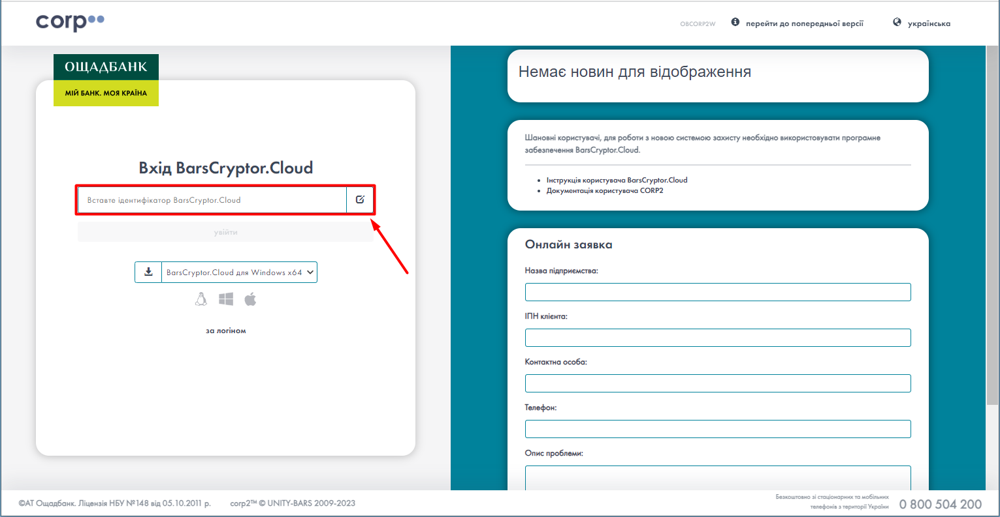 corp
OBCORP2W
перейти до попередньої версії
українська
ОЩАДБАНК
МІЙ БАНК. МОЯ КРАЇНА
Вхід BarsCryptor.Cloud
Вставте ідентифікатор BarsCryptor.Cloud
увійти
BarsCryptor.Cloud для Windows x64
за логіном
Немає новин для відображення
Шановні користувачі, для роботи з новою системою захисту необхідно використовувати програмне
забезпечення BarsCryptor.Cloud.
Інструкція користувача BarsCryptor.Cloud
Документація користувача CORP2
Онлайн заявка
Назва підприємства:
ІПН клієнта:
Контактна особа:
Телефон:
Опис проблеми:
©АТ Ощадбанк. Ліцензія НБУ №148 від 05.10.2011 р.
corp2™ © UNITY-BARS 2009-2023
Безкоштовно зі стаціонарних та мобільних
телефонів з території України
0 800 504 200